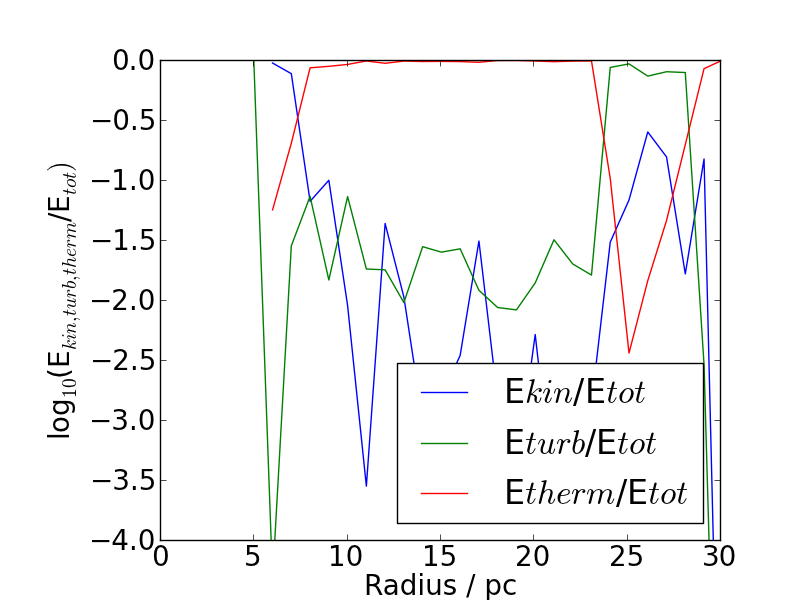 0.0
−0.5
−1.0
−1.5
−2.0
−2.5
−3.0
−3.5
−4.0
log10(Ekin,turb,therm/Etot)
Ekin/Etot
Eturb/Etot
Etherm/Etot
0 5 10 15 20 25 30
Radius / pc